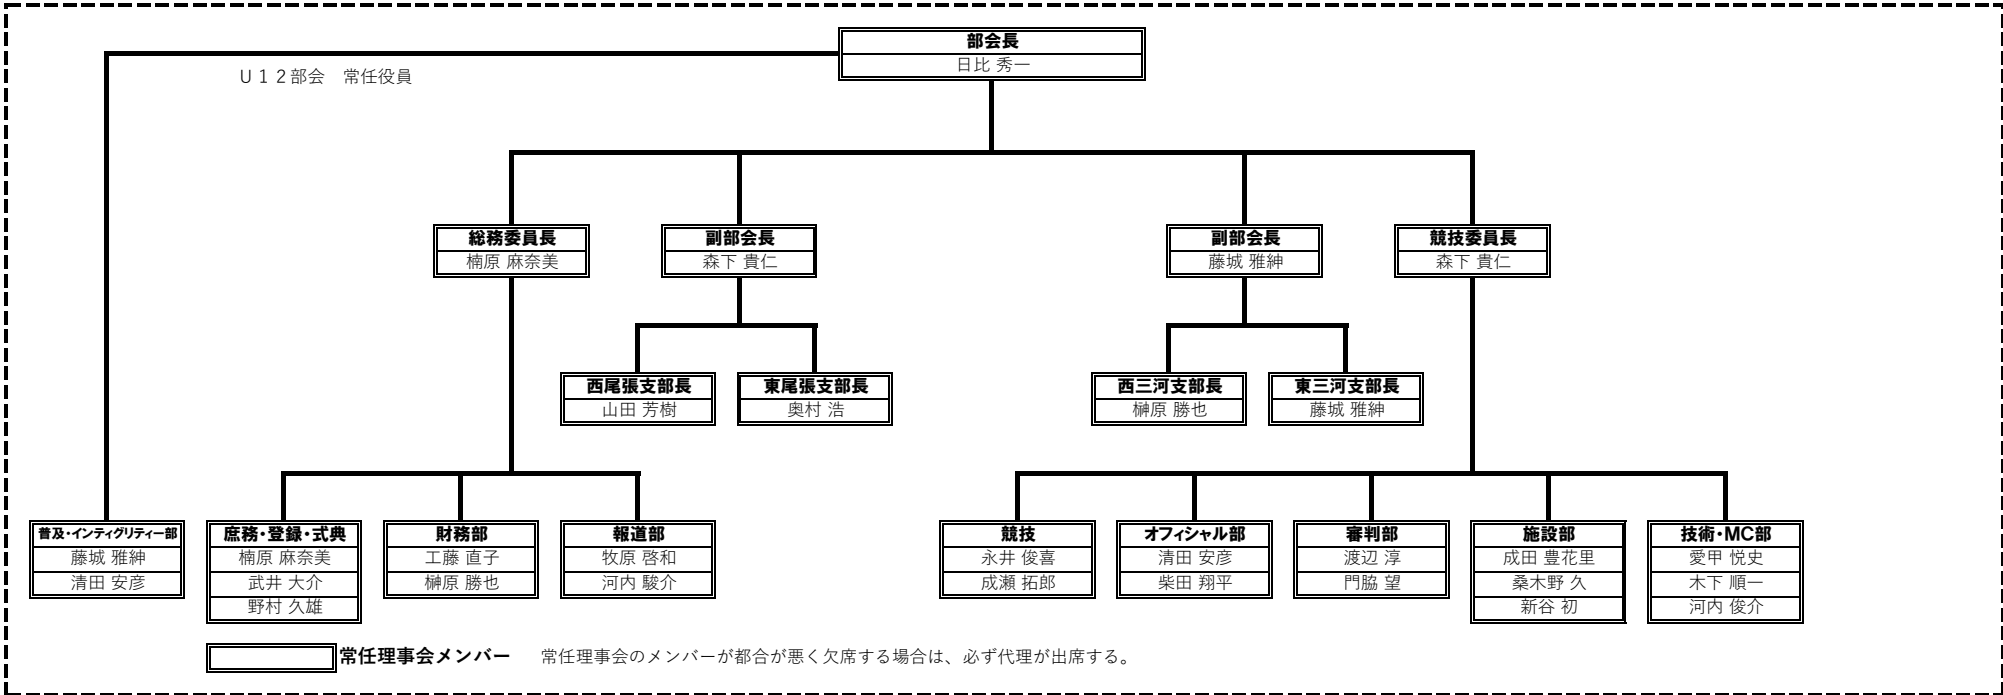 部会長
日比 秀一
U12部会　常任役員
総務委員長
楠原 麻奈美
副部会長
森下 貴仁
副部会長
藤城 雅紳
競技委員長
森下 貴仁
西尾張支部長
山田 芳樹
東尾張支部長
奥村 浩
西三河支部長
榊原 勝也
東三河支部長
藤城 雅紳
普及・インティグリティー部
藤城 雅紳
清田 安彦
庶務・登録・式典
楠原 麻奈美
武井 大介
野村 久雄
財務部
工藤 直子
榊原 勝也
報道部
牧原 啓和
河内 駿介
競技
永井 俊喜
成瀬 拓郎
オフィシャル部
清田 安彦
柴田 翔平
審判部
渡辺 淳
門脇 望
施設部
成田 豊花里
桑木野 久
新谷 初
技術・MC部
愛甲 悦史
木下 順一
河内 俊介
常任理事会メンバー　常任理事会のメンバーが都合が悪く欠席する場合は、必ず代理が出席する。